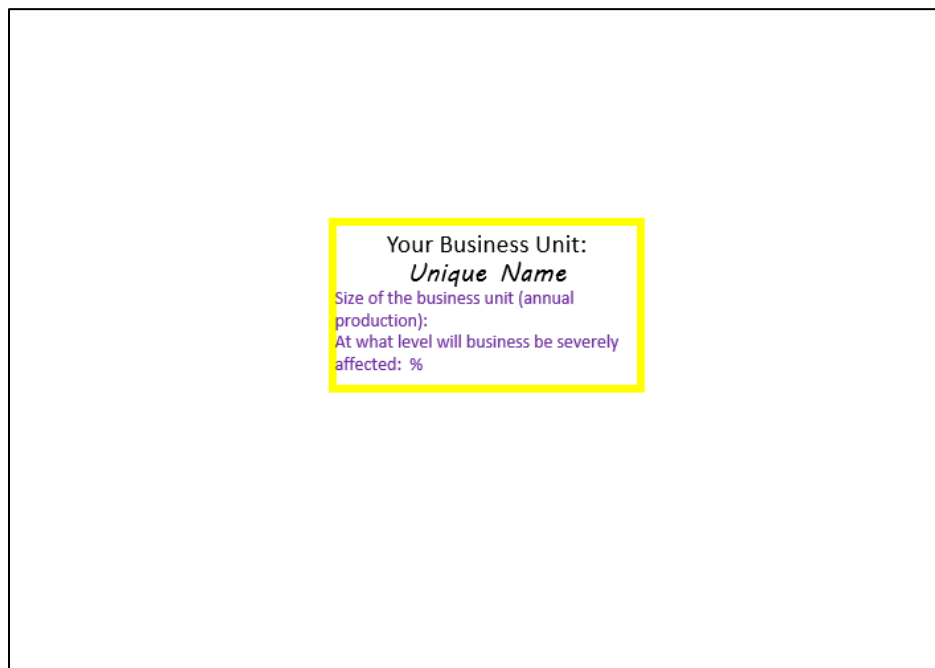 Your Business Unit:
Unique Name
Size of the business unit (annual
production):
At what level will business be severely
affected: %